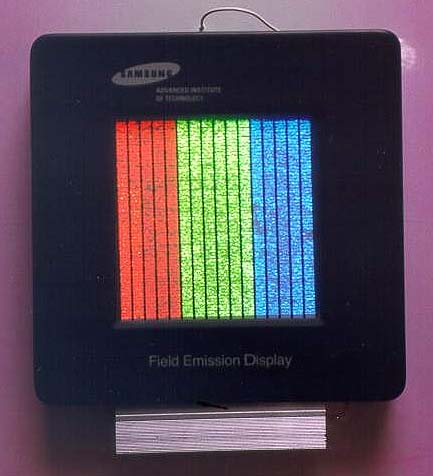 SAMSUNG
ADVANCED INSTITUTE
OF TECHNOLOGY
Field Emission Display